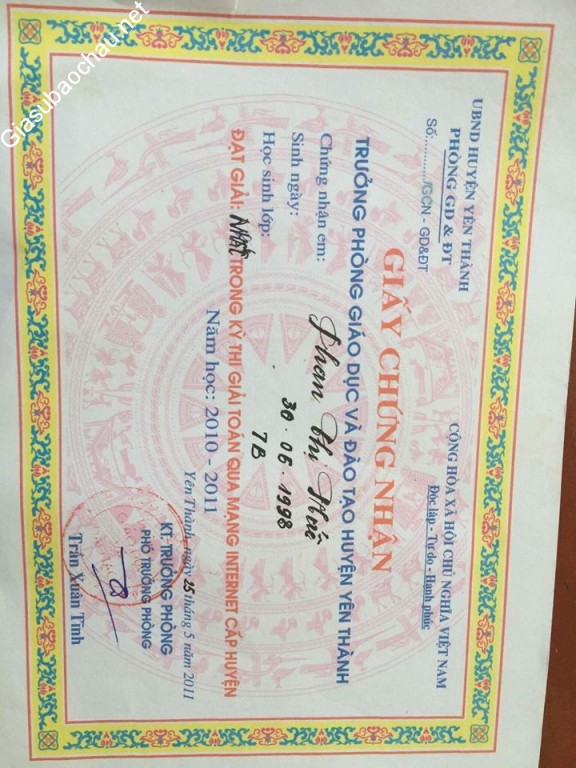 Giasubaochau.net
UBND HUYỆN YÊN THÀNH
PHÒNG GD & ĐT
Số:............/GCN - GD&ĐT
CỘNG HÒA XÃ HỘI CHỦ NGHĨA VIỆT NAM
Độc lập - Tự do - Hạnh phúc
GIẤY CHỨNG NHẬN
TRƯỞNG PHÒNG GIÁO DỤC VÀ ĐÀO TẠO HUYỆN YÊN THÀNH
Chứng nhận em: Phan Thị
Sinh ngày: 30.05.1998
Học sinh lớp: 7B
ĐẠT GIẢI: NHẤT TRONG KỲ THI GIẢI TOÁN QUA MẠNG INTERNET CẤP HUYỆN
Năm học: 2010 - 2011
Yên Thành, ngày 25 tháng 5 năm 2011
KT. TRƯỞNG PHÒNG
PHÓ TRƯỞNG PHÒNG
Trần Xuân Tĩnh